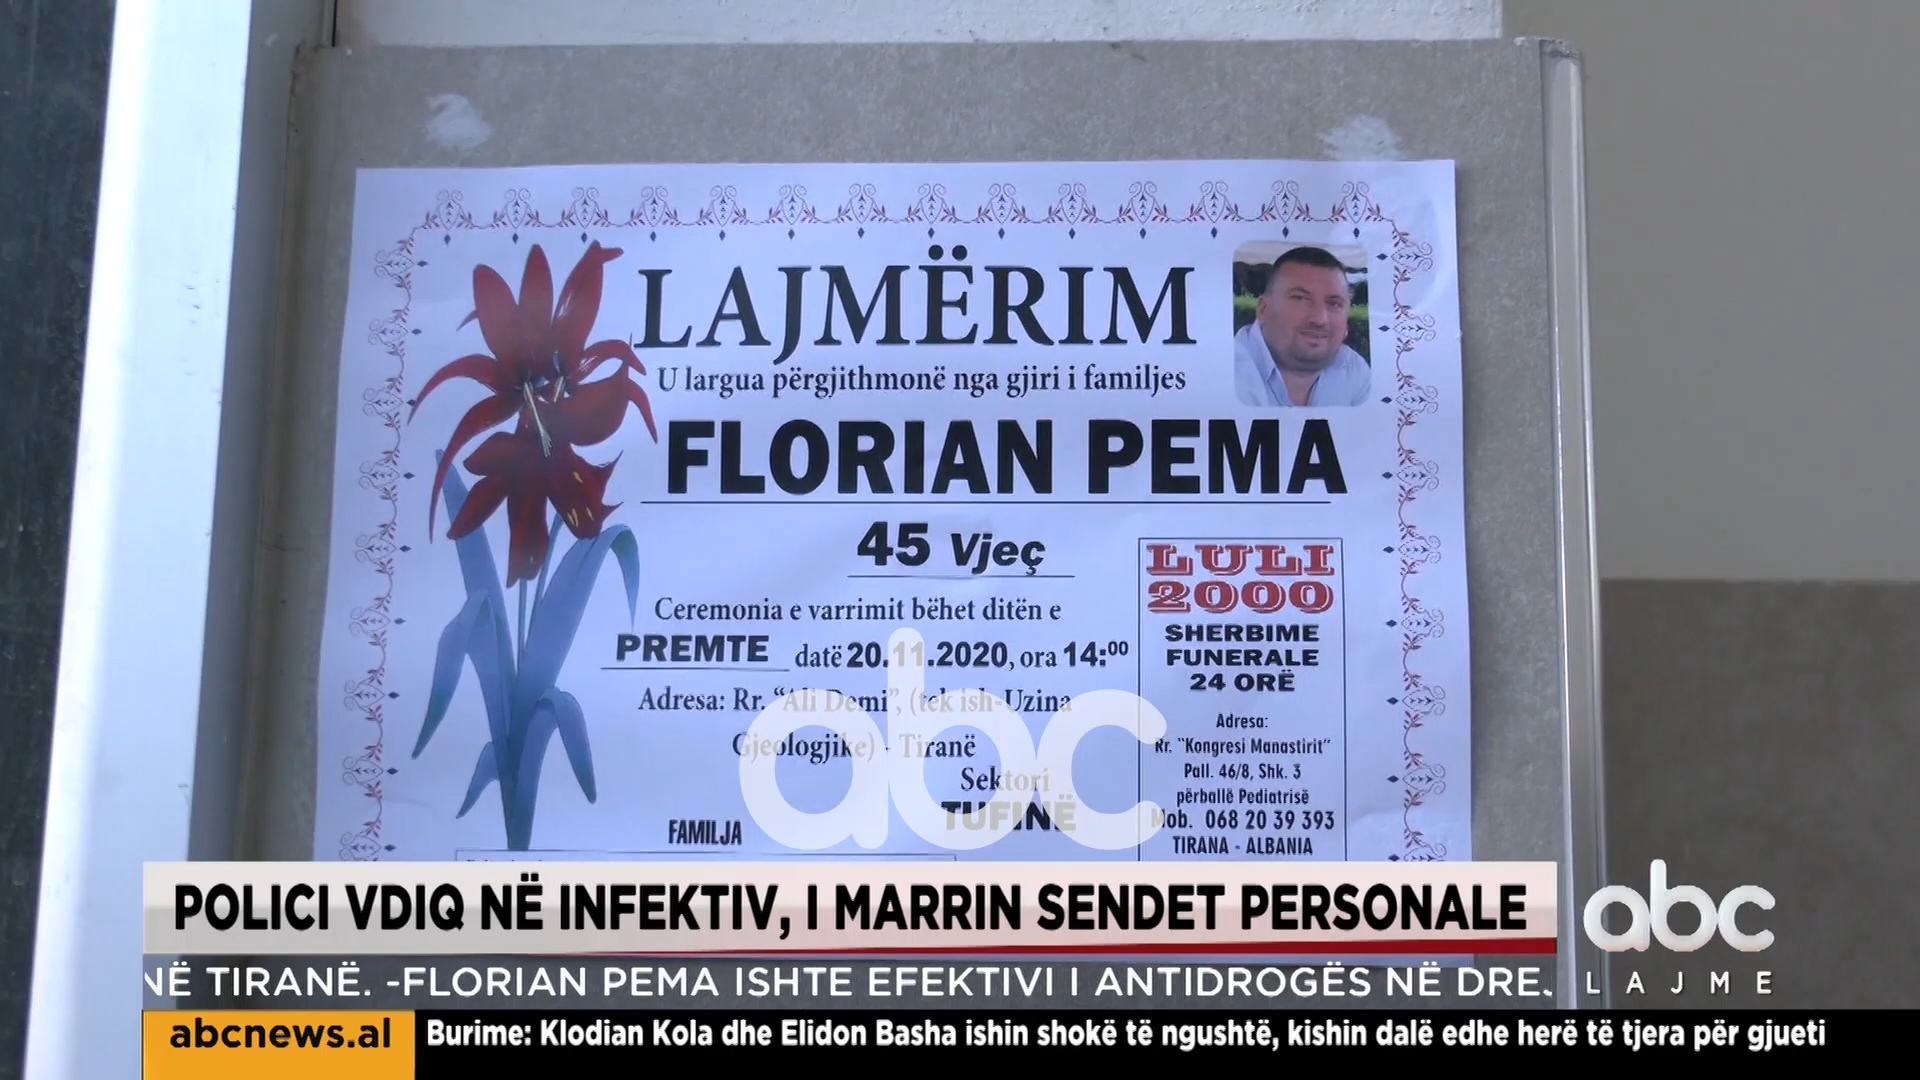 LAJMËRIM
U largua përgjithmonë nga gjiri i familjes
FLORIAN PEMA
45 Vjeç
Ceremonia e varrimit bëhet ditën e
PREMTE datë 20.11.2020, ora 14:00
Adresa: Rr. “Ali Demi”, (tek ish-Uzina
Gjeologjike) - Tiranë
Sektori
TUFINË
FAMILJA
LULI
2000
SHERBIME
FUNERALE
24 ORË
Adresa:
Rr. “Kongresi Manastirit”
Pall. 46/8, Shk. 3
përballë Pediatrisë
Mob. 068 20 39 393
TIRANA - ALBANIA
abc
POLICI VDIQ NË INFEKTIV, I MARRIN SENDET PERSONALE
abc
LAJME
NË TIRANË. -FLORIAN PEMA ISHTE EFEKTIVI I ANTIDROGËS NË DREJ
abcnews.al
Burime: Klodian Kola dhe Elidon Basha ishin shokë të ngushtë, kishin dalë edhe herë të tjera për gjueti